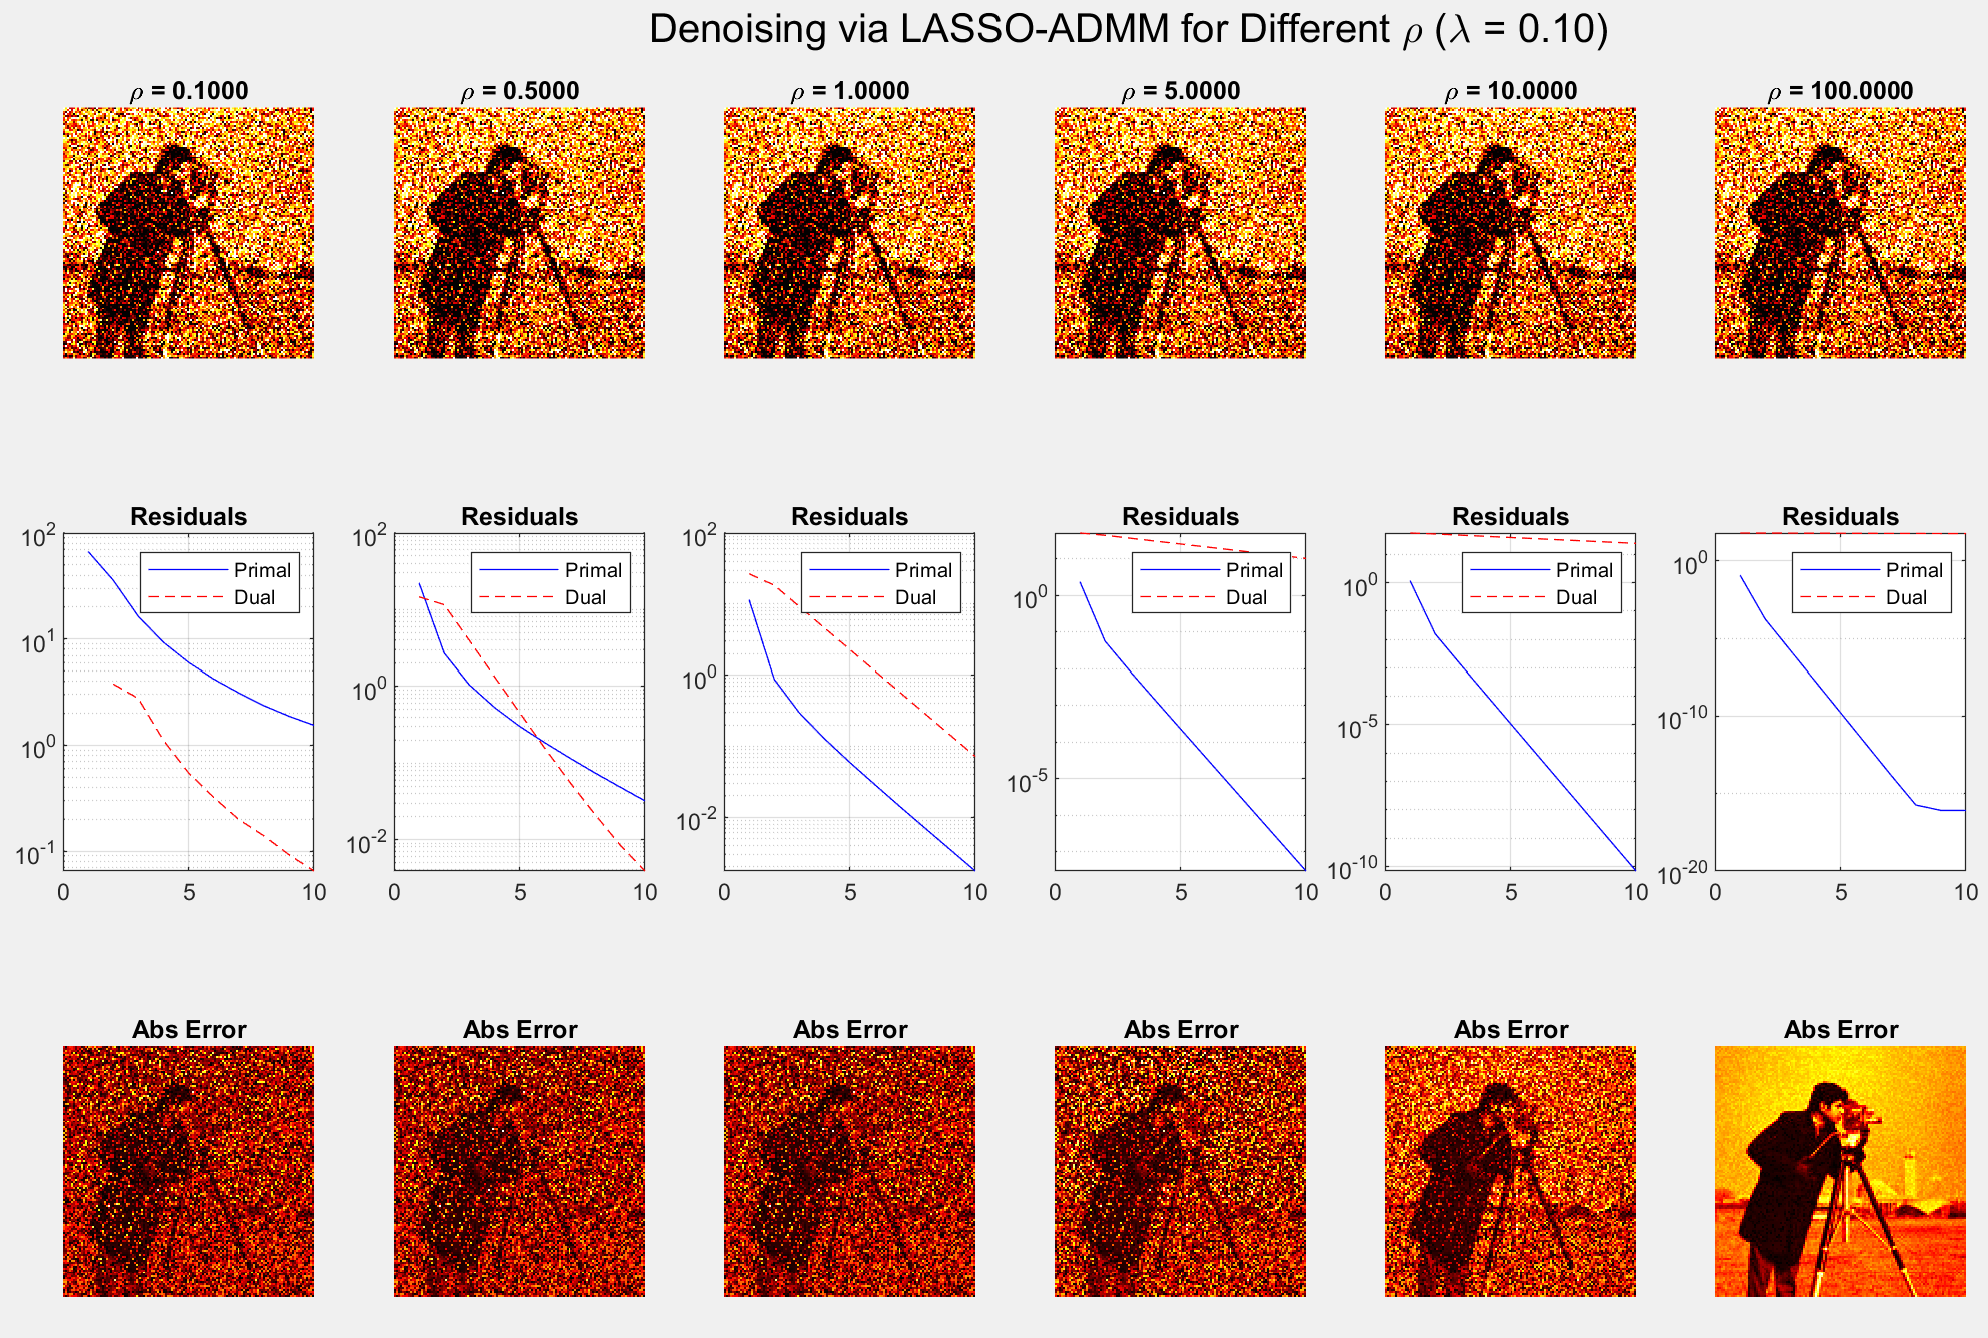 Denoising via LASSO-ADMM for Different ρ (λ = 0.10)
ρ = 0.1000 ρ = 0.5000 ρ = 1.0000 ρ = 5.0000 ρ = 10.0000 ρ = 100.0000
Residuals Residuals Residuals Residuals Residuals Residuals
10^2 10^1 10^0 10^-1
Primal
Dual
0 5 10
10^2 10^0 10^-2
Primal
Dual
0 5 10
10^2 10^0 10^-2
Primal
Dual
0 5 10
10^0 10^-5
Primal
Dual
0 5 10
10^0 10^-5 10^-10
Primal
Dual
0 5 10
10^0 10^-10 10^-20
Primal
Dual
0 5 10
Abs Error Abs Error Abs Error Abs Error Abs Error Abs Error